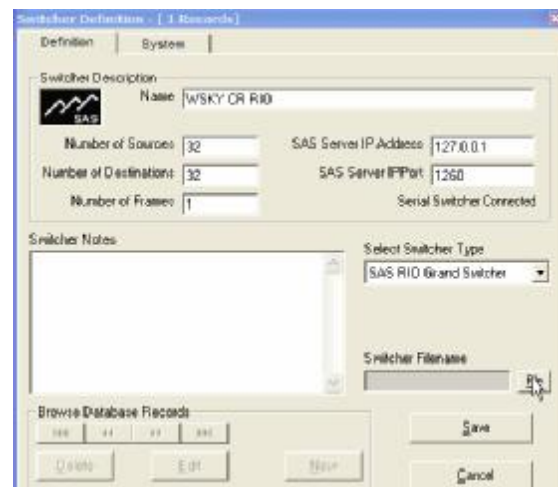 Switcher Definition - [ 1 Records]
Definition System
Switcher Description
SAS
Name WSKY CR RIO
Number of Sources 32
SAS Server IP Address 127.0.0.1
Number of Destinations 32
SAS Server IP/Port 1260
Number of Frames 1
Serial Switcher Connected
Switcher Notes
Select Switcher Type
SAS RIO Grand Switcher
Switcher Filename
Browse Database Records
Delete Edit New
Save
Cancel